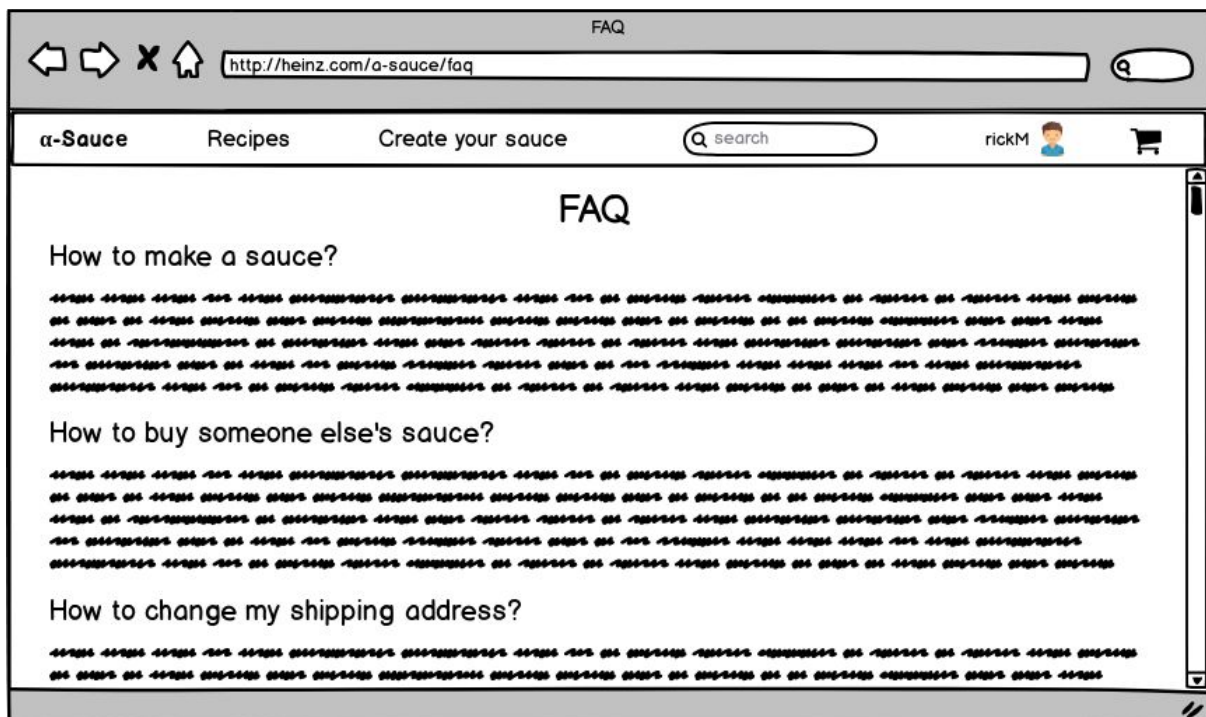 FAQ
http://heinz.com/a-sauce/faq
α-Sauce Recipes Create your sauce search rickM
FAQ
How to make a sauce?
How to buy someone else's sauce?
How to change my shipping address?